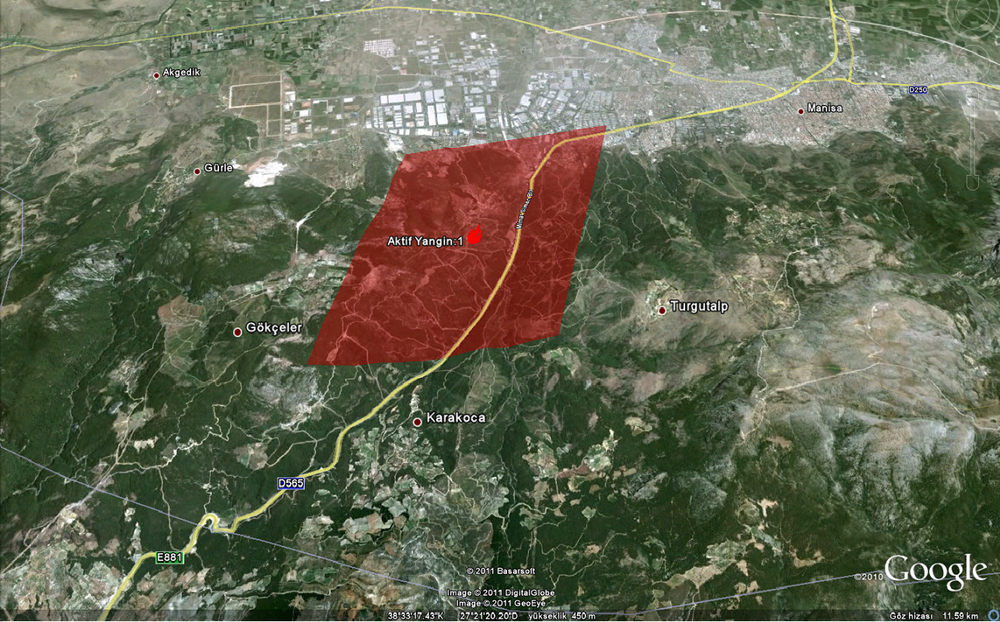 Akgedik
D250
Manisa
Gürle
Aktif Yangin:1
Turgutalp
Gökçeler
Karakoca
D565
E881
© 2011 Basarsoft
©2010 Google
Image © 2011 DigitalGlobe
Image © 2011 GeoEye
38°33'17.43"K 27°21'20.20"D yükseklik 450 m Göz hizası 11.59 km